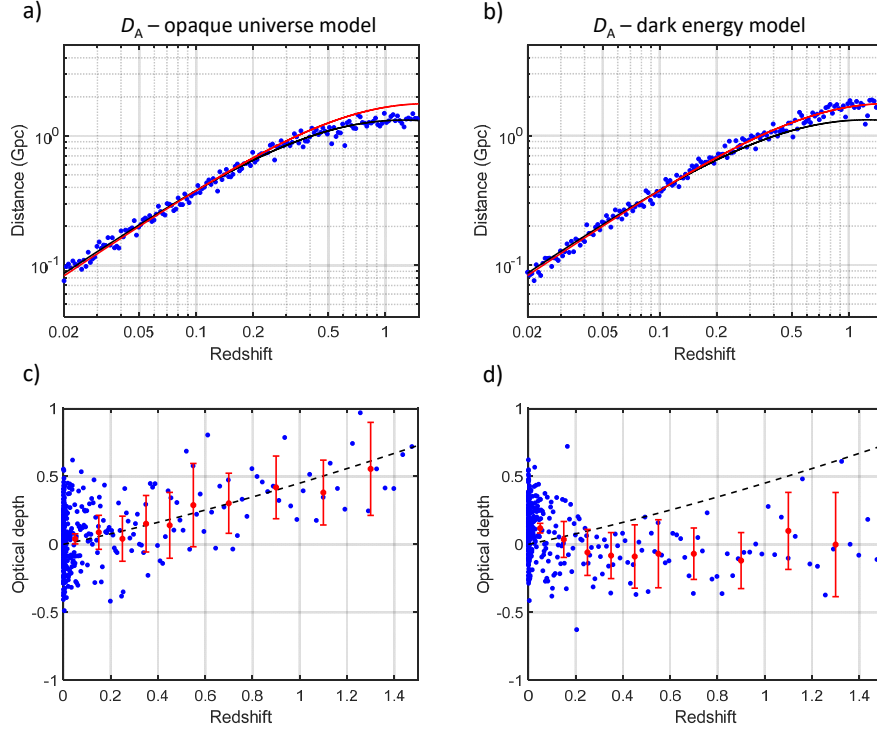 a)
D_A – opaque universe model
b)
D_A – dark energy model
Distance (Gpc)
10^0
10^-1
0.02 0.05 0.1 0.2 0.5 1
Redshift
Distance (Gpc)
10^0
10^-1
0.02 0.05 0.1 0.2 0.5 1
Redshift
c)
d)
Optical depth
1
0.5
0
-0.5
-1
0 0.2 0.4 0.6 0.8 1 1.2 1.4
Redshift
Optical depth
1
0.5
0
-0.5
-1
0 0.2 0.4 0.6 0.8 1 1.2 1.4
Redshift